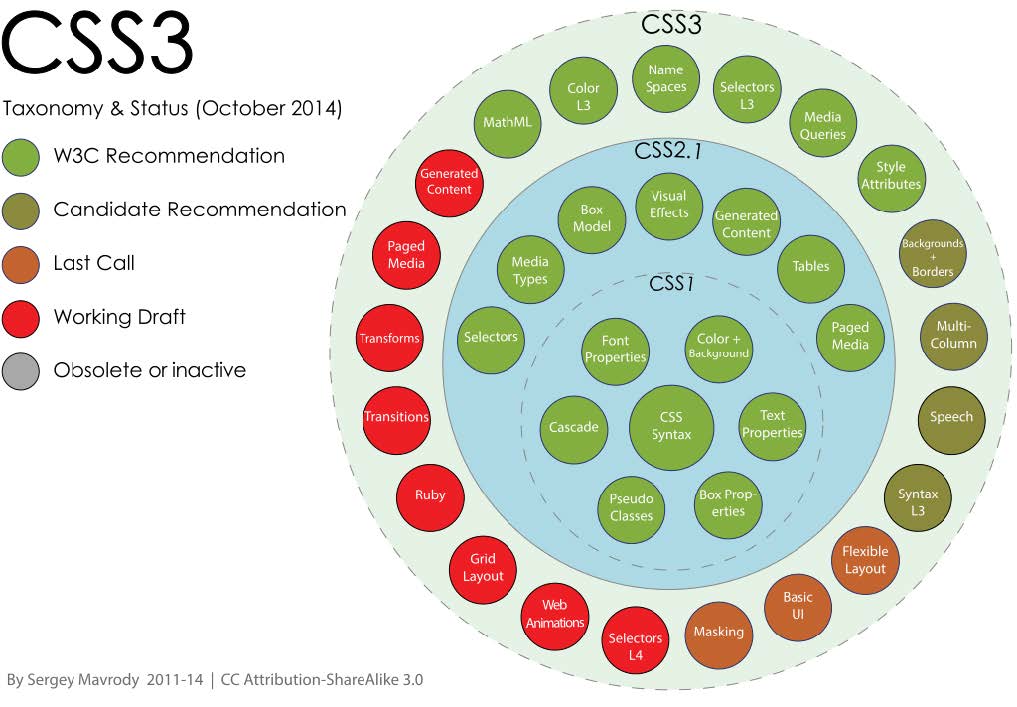 CSS3
Taxonomy & Status (October 2014)
W3C Recommendation
Candidate Recommendation
Last Call
Working Draft
Obsolete or inactive
CSS3
Name
Spaces
Selectors
L3
Media
Queries
Style
Attributes
Backgrounds
+
Borders
Multi-
Column
Speech
Syntax
L3
Flexible
Layout
Basic
UI
Masking
Selectors
L4
Web
Animations
Grid
Layout
Ruby
Transitions
Transforms
Paged
Media
Generated
Content
MathML
Color
L3
CSS2.1
Visual
Effects
Generated
Content
Tables
Paged
Media
Selectors
Media
Types
Box
Model
CSS1
Font
Properties
Color +
Background
Cascade
CSS
Syntax
Text
Properties
Pseudo
Classes
Box Prop-
erties
By Sergey Mavrody 2011-14 | CC Attribution-ShareAlike 3.0